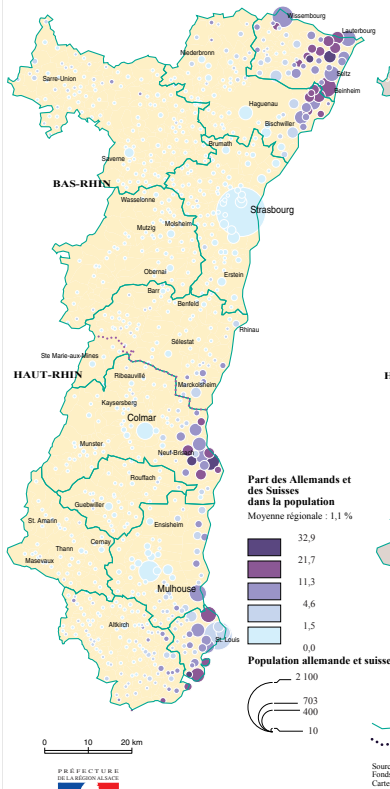 Wissembourg
Lauterbourg
Niederbronn
Sarre-Union
Seltz
Beinheim
Haguenau
Bischwiller
Brumath
Saverne
BAS-RHIN
Wasselonne
Strasbourg
Molsheim
Mutzig
Obernai
Erstein
Barr
Benfeld
Rhinau
Sélestat
Ste Marie-aux-Mines
HAUT-RHIN
Ribeauvillé
Marckolsheim
Kaysersberg
Colmar
Munster
Neuf-Brisach
Rouffach
Guebwiller
St. Amarin
Ensisheim
Cernay
Thann
Masevaux
Mulhouse
Altkirch
St. Louis
Part des Allemands et
des Suisses
dans la population
Moyenne régionale : 1,1 %
32,9
21,7
11,3
4,6
1,5
0,0
Population allemande et suisse
2 100
703
400
10
0 10 20 km
PRÉFECTURE
DE LA RÉGION ALSACE
H
Sourc
Fonds
Carte